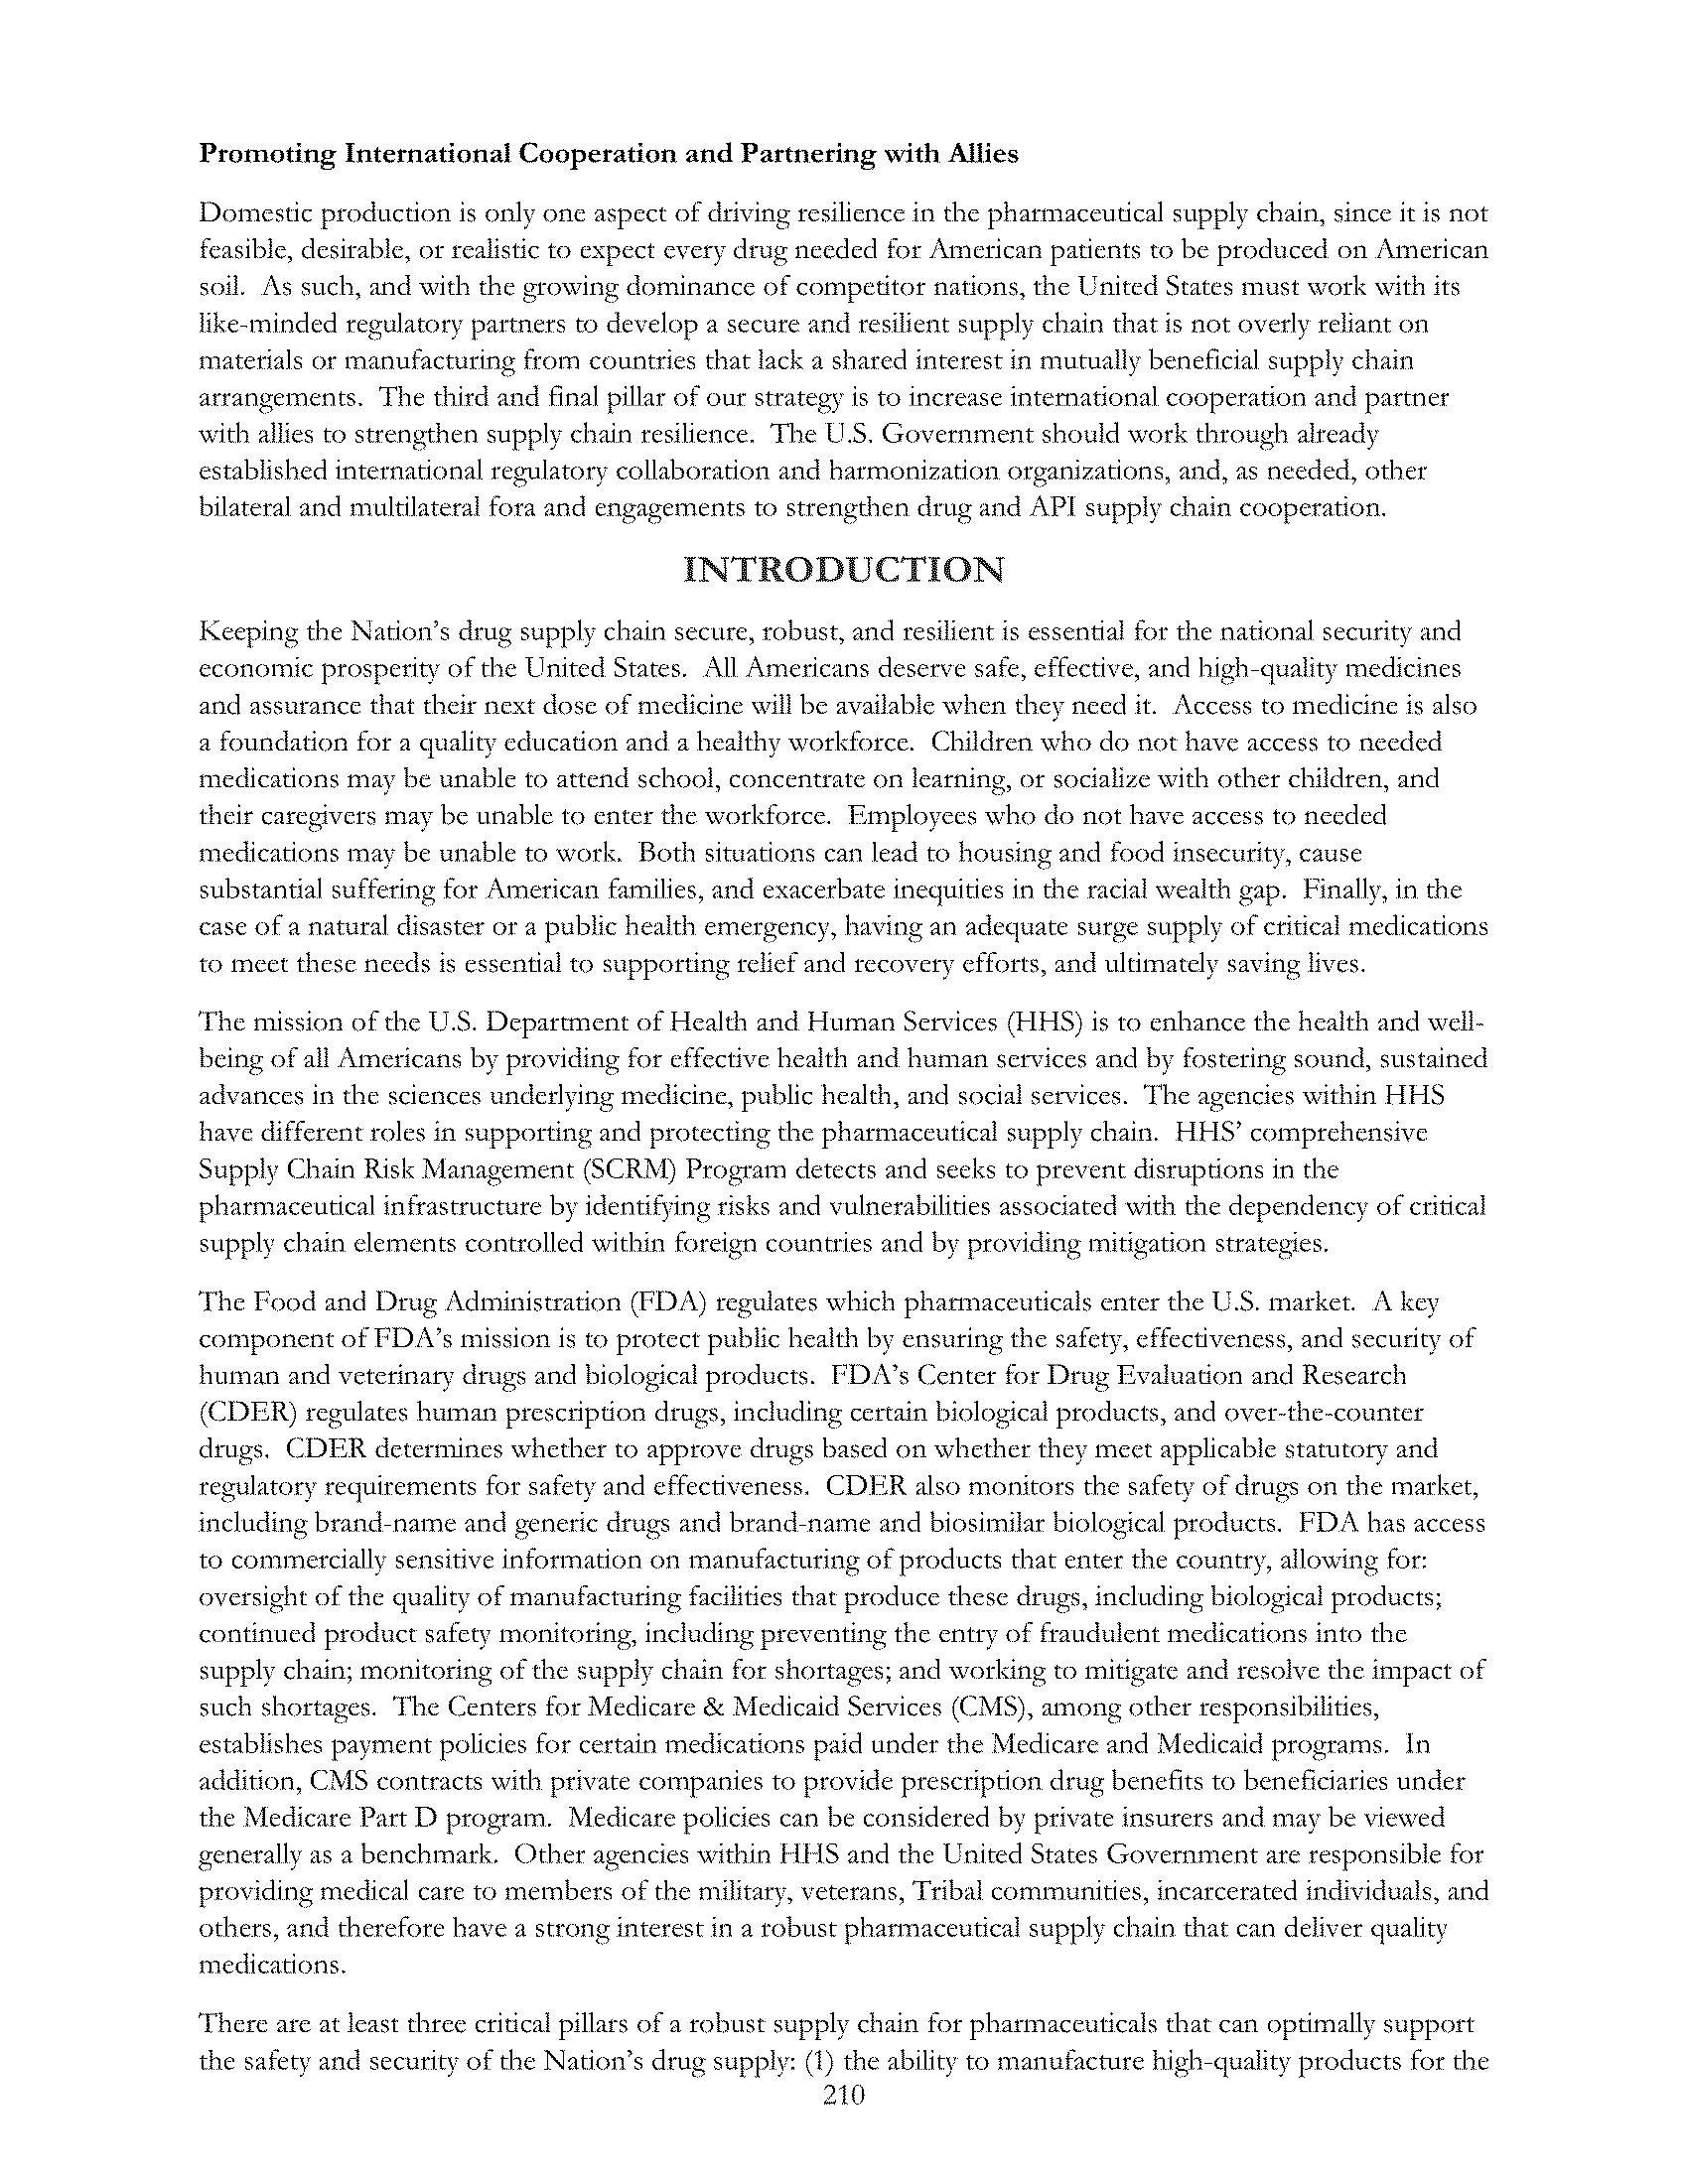 Promoting International Cooperation and Partnering with Allies
Domestic production is only one aspect of driving resilience in the pharmaceutical supply chain, since it is not
feasible, desirable, or realistic to expect every drug needed for American patients to be produced on American
soil.  As such, and with the growing dominance of competitor nations, the United States must work with its
like-minded regulatory partners to develop a secure and resilient supply chain that is not overly reliant on
materials or manufacturing from countries that lack a shared interest in mutually beneficial supply chain
arrangements.  The third and final pillar of our strategy is to increase international cooperation and partner
with allies to strengthen supply chain resilience.  The U.S. Government should work through already
established international regulatory collaboration and harmonization organizations, and, as needed, other
bilateral and multilateral fora and engagements to strengthen drug and API supply chain cooperation.
INTRODUCTION
Keeping the Nation's drug supply chain secure, robust, and resilient is essential for the national security and
economic prosperity of the United States.  All Americans deserve safe, effective, and high-quality medicines
and assurance that their next dose of medicine will be available when they need it.  Access to medicine is also
a foundation for a quality education and a healthy workforce.  Children who do not have access to needed
medications may be unable to attend school, concentrate on learning, or socialize with other children, and
their caregivers may be unable to enter the workforce.  Employees who do not have access to needed
medications may be unable to work.  Both situations can lead to housing and food insecurity, cause
substantial suffering for American families, and exacerbate inequities in the racial wealth gap.  Finally, in the
case of a natural disaster or a public health emergency, having an adequate surge supply of critical medications
to meet these needs is essential to supporting relief and recovery efforts, and ultimately saving lives.
The mission of the U.S. Department of Health and Human Services (HHS) is to enhance the health and well-
being of all Americans by providing for effective health and human services and by fostering sound, sustained
advances in the sciences underlying medicine, public health, and social services.  The agencies within HHS
have different roles in supporting and protecting the pharmaceutical supply chain.  HHS' comprehensive
Supply Chain Risk Management (SCRM) Program detects and seeks to prevent disruptions in the
pharmaceutical infrastructure by identifying risks and vulnerabilities associated with the dependency of critical
supply chain elements controlled within foreign countries and by providing mitigation strategies.
The Food and Drug Administration (FDA) regulates which pharmaceuticals enter the U.S. market.  A key
component of FDA's mission is to protect public health by ensuring the safety, effectiveness, and security of
human and veterinary drugs and biological products.  FDA's Center for Drug Evaluation and Research
(CDER) regulates human prescription drugs, including certain biological products, and over-the-counter
drugs.  CDER determines whether to approve drugs based on whether they meet applicable statutory and
regulatory requirements for safety and effectiveness.  CDER also monitors the safety of drugs on the market,
including brand-name and generic drugs and brand-name and biosimilar biological products.  FDA has access
to commercially sensitive information on manufacturing of products that enter the country, allowing for:
oversight of the quality of manufacturing facilities that produce these drugs, including biological products;
continued product safety monitoring, including preventing the entry of fraudulent medications into the
supply chain; monitoring of the supply chain for shortages; and working to mitigate and resolve the impact of
such shortages.  The Centers for Medicare & Medicaid Services (CMS), among other responsibilities,
establishes payment policies for certain medications paid under the Medicare and Medicaid programs.  In
addition, CMS contracts with private companies to provide prescription drug benefits to beneficiaries under
the Medicare Part D program.  Medicare policies can be considered by private insurers and may be viewed
generally as a benchmark.  Other agencies within HHS and the United States Government are responsible for
providing medical care to members of the military, veterans, Tribal communities, incarcerated individuals, and
others, and therefore have a strong interest in a robust pharmaceutical supply chain that can deliver quality
medications.
There are at least three critical pillars of a robust supply chain for pharmaceuticals that can optimally support
the safety and security of the Nation's drug supply: (1) the ability to manufacture high-quality products for the
210